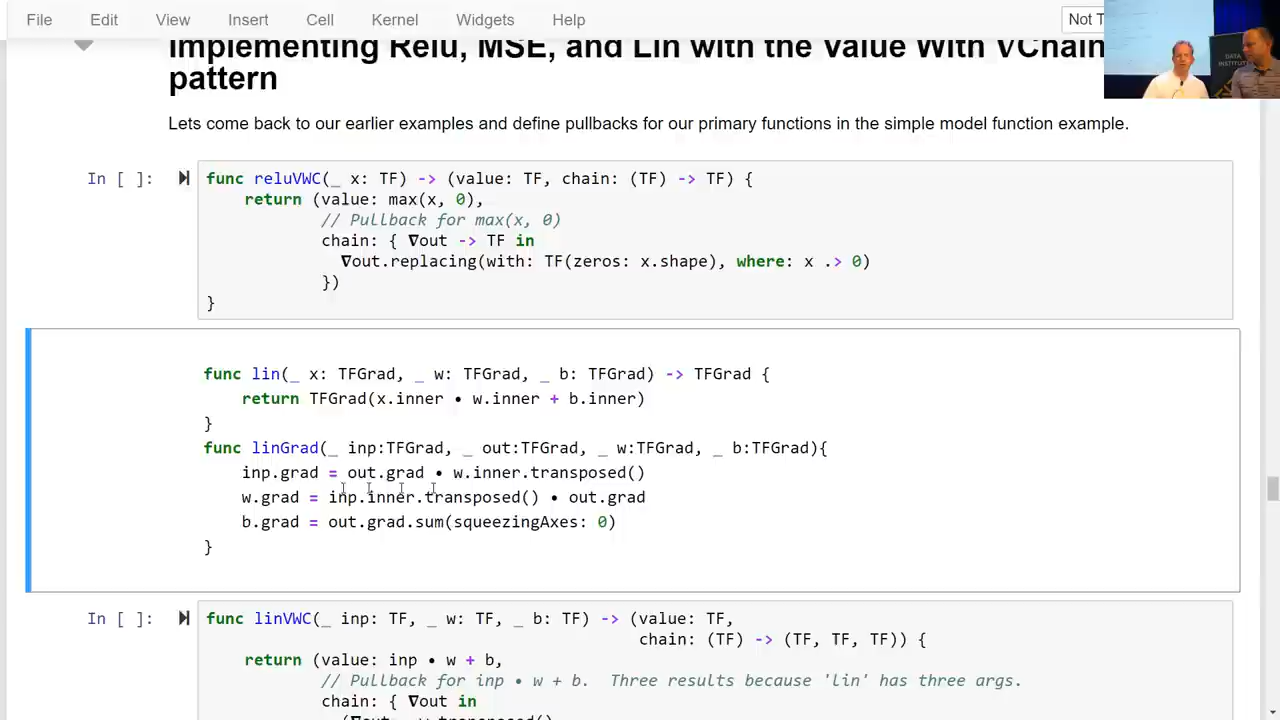 File Edit View Insert Cell Kernel Widgets Help Not T
Implementing Relu, MSE, and Lin with the Value With VChain
pattern
DATA
INSTITUTE
Lets come back to our earlier examples and define pullbacks for our primary functions in the simple model function example.
In [ ]: func reluVWC(_ x: TF) -> (value: TF, chain: (TF) -> TF) {
return (value: max(x, 0),
// Pullback for max(x, 0)
chain: { ∇out -> TF in
∇out.replacing(with: TF(zeros: x.shape), where: x .> 0)
})
}
func lin(_ x: TFGrad, _ w: TFGrad, _ b: TFGrad) -> TFGrad {
return TFGrad(x.inner • w.inner + b.inner)
}
func linGrad(_ inp:TFGrad, _ out:TFGrad, _ w:TFGrad, _ b:TFGrad){
inp.grad = out.grad • w.inner.transposed()
w.grad = inp.inner.transposed() • out.grad
b.grad = out.grad.sum(squeezingAxes: 0)
}
In [ ]: func linVWC(_ inp: TF, _ w: TF, _ b: TF) -> (value: TF,
chain: (TF) -> (TF, TF, TF)) {
return (value: inp • w + b,
// Pullback for inp • w + b.  Three results because 'lin' has three args.
chain: { ∇out in
(∇out • w.transposed()